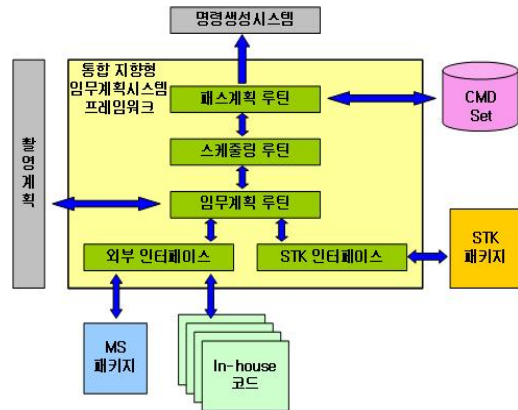 명령생성시스템
통합 지향형
임무계획시스템
프레임워크
패스계획 루틴
CMD
Set
스케줄링 루틴
촬
영
계
획
임무계획 루틴
외부 인터페이스
STK 인터페이스
STK
패키지
MS
패키지
In-house
코드